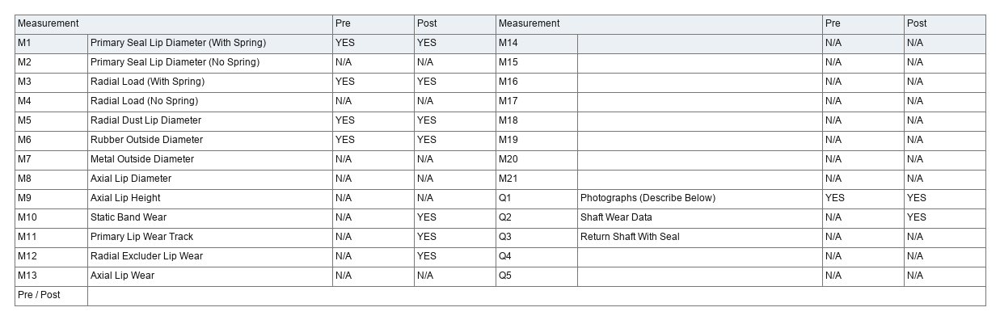 Measurement Pre Post Measurement Pre Post
M1 Primary Seal Lip Diameter (With Spring) YES YES M14 N/A N/A
M2 Primary Seal Lip Diameter (No Spring) N/A N/A M15 N/A N/A
M3 Radial Load (With Spring) YES YES M16 N/A N/A
M4 Radial Load (No Spring) N/A N/A M17 N/A N/A
M5 Radial Dust Lip Diameter YES YES M18 N/A N/A
M6 Rubber Outside Diameter YES YES M19 N/A N/A
M7 Metal Outside Diameter N/A N/A M20 N/A N/A
M8 Axial Lip Diameter N/A N/A M21 N/A N/A
M9 Axial Lip Height N/A N/A Q1 Photographs (Describe Below) YES YES
M10 Static Band Wear N/A YES Q2 Shaft Wear Data N/A YES
M11 Primary Lip Wear Track N/A YES Q3 Return Shaft With Seal N/A N/A
M12 Radial Excluder Lip Wear N/A YES Q4 N/A N/A
M13 Axial Lip Wear N/A N/A Q5 N/A N/A
Pre / Post